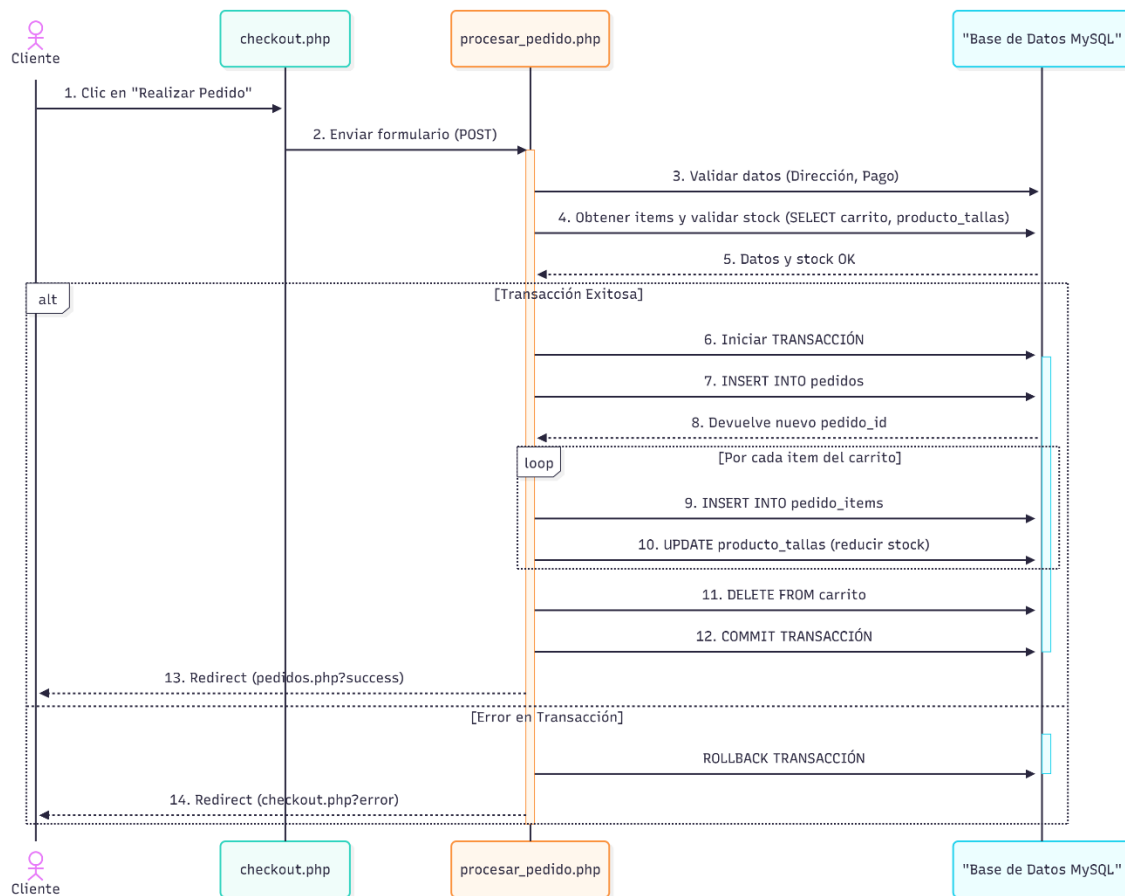 Cliente
checkout.php
procesar_pedido.php
"Base de Datos MySQL"
1. Clic en "Realizar Pedido"
2. Enviar formulario (POST)
3. Validar datos (Dirección, Pago)
4. Obtener items y validar stock (SELECT carrito, producto_tallas)
5. Datos y stock OK
alt
[Transacción Exitosa]
6. Iniciar TRANSACCIÓN
7. INSERT INTO pedidos
8. Devuelve nuevo pedido_id
loop
[Por cada item del carrito]
9. INSERT INTO pedido_items
10. UPDATE producto_tallas (reducir stock)
11. DELETE FROM carrito
12. COMMIT TRANSACCIÓN
13. Redirect (pedidos.php?success)
[Error en Transacción]
ROLLBACK TRANSACCIÓN
14. Redirect (checkout.php?error)
Cliente
checkout.php
procesar_pedido.php
"Base de Datos MySQL"